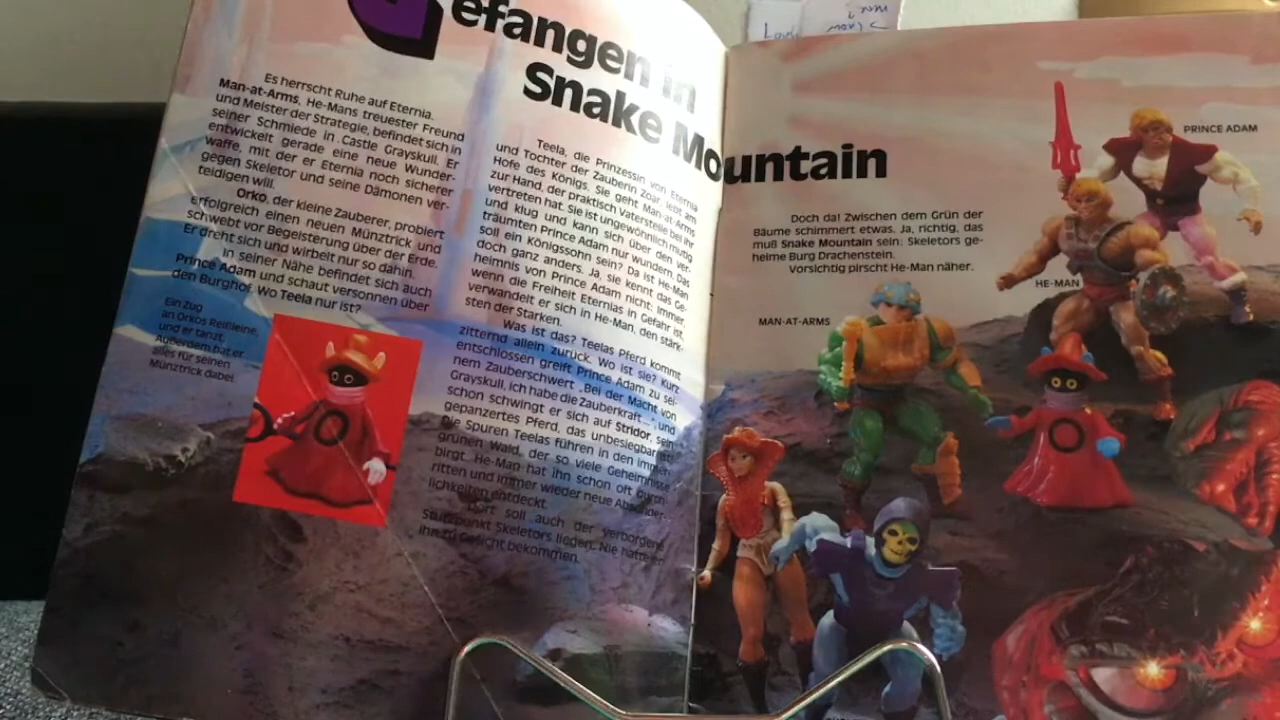 Gefangen in
Snake Mountain
Es herrscht Ruhe auf Eternia.
Man-at-Arms, He-Mans treuester Freund
und Meister der Strategie, befindet sich in
seiner Schmiede in Castle Grayskull. Er
entwickelt gerade eine neue Wunder-
waffe, mit der er Eternia noch sicherer
gegen Skeletor und seine Dämonen ver-
teidigen will.
Orko, der kleine Zauberer, probiert
erfolgreich einen neuen Münztrick und
schwebt vor Begeisterung über der Erde.
Er dreht sich und wirbelt nur so dahin.
In seiner Nähe befindet sich auch
Prince Adam und schaut versonnen über
den Burghof. Wo Teela nur ist?
Ein Zug
an Orkos Reißleine,
und er tanzt.
Außerdem hat er
alles für seinen
Münztrick dabei.
Teela, die Prinzessin von Eternia
und Tochter der Zauberin Zoar, lebt am
Hofe des Königs. Sie geht Man-at-Arms
zur Hand, der praktisch Vaterstelle bei ihr
vertreten hat. Sie ist ungewöhnlich mutig
und klug und kann sich über den ver-
träumten Prince Adam nur wundern. Das
soll ein Königssohn sein? Da ist He-Man
doch ganz anders. Ja, sie kennt das Ge-
heimnis von Prince Adam nicht: Immer,
wenn die Freiheit Eternias in Gefahr ist,
verwandelt er sich in He-Man, den stärk-
sten der Starken.
Was ist das? Teelas Pferd kommt
zitternd allein zurück. Wo ist sie? Kurz
entschlossen greift Prince Adam zu sei-
nem Zauberschwert „Bei der Macht von
Grayskull, ich habe die Zauberkraft...", und
schon schwingt er sich auf Stridor, sein
gepanzertes Pferd, das unbesiegbar ist.
Die Spuren Teelas führen in den immer-
grünen Wald, der so viele Geheimnisse
birgt. He-Man hat ihn schon oft durch-
ritten und immer wieder neue Absonder-
lichkeiten entdeckt.
Dort soll auch der verborgene
Stützpunkt Skeletors liegen. Nie hat er
ihn zu Gesicht bekommen.
Doch da! Zwischen dem Grün der
Bäume schimmert etwas. Ja, richtig, das
muß Snake Mountain sein: Skeletors ge-
heime Burg Drachenstein.
Vorsichtig pirscht He-Man näher.
PRINCE ADAM
HE-MAN
MAN-AT-ARMS